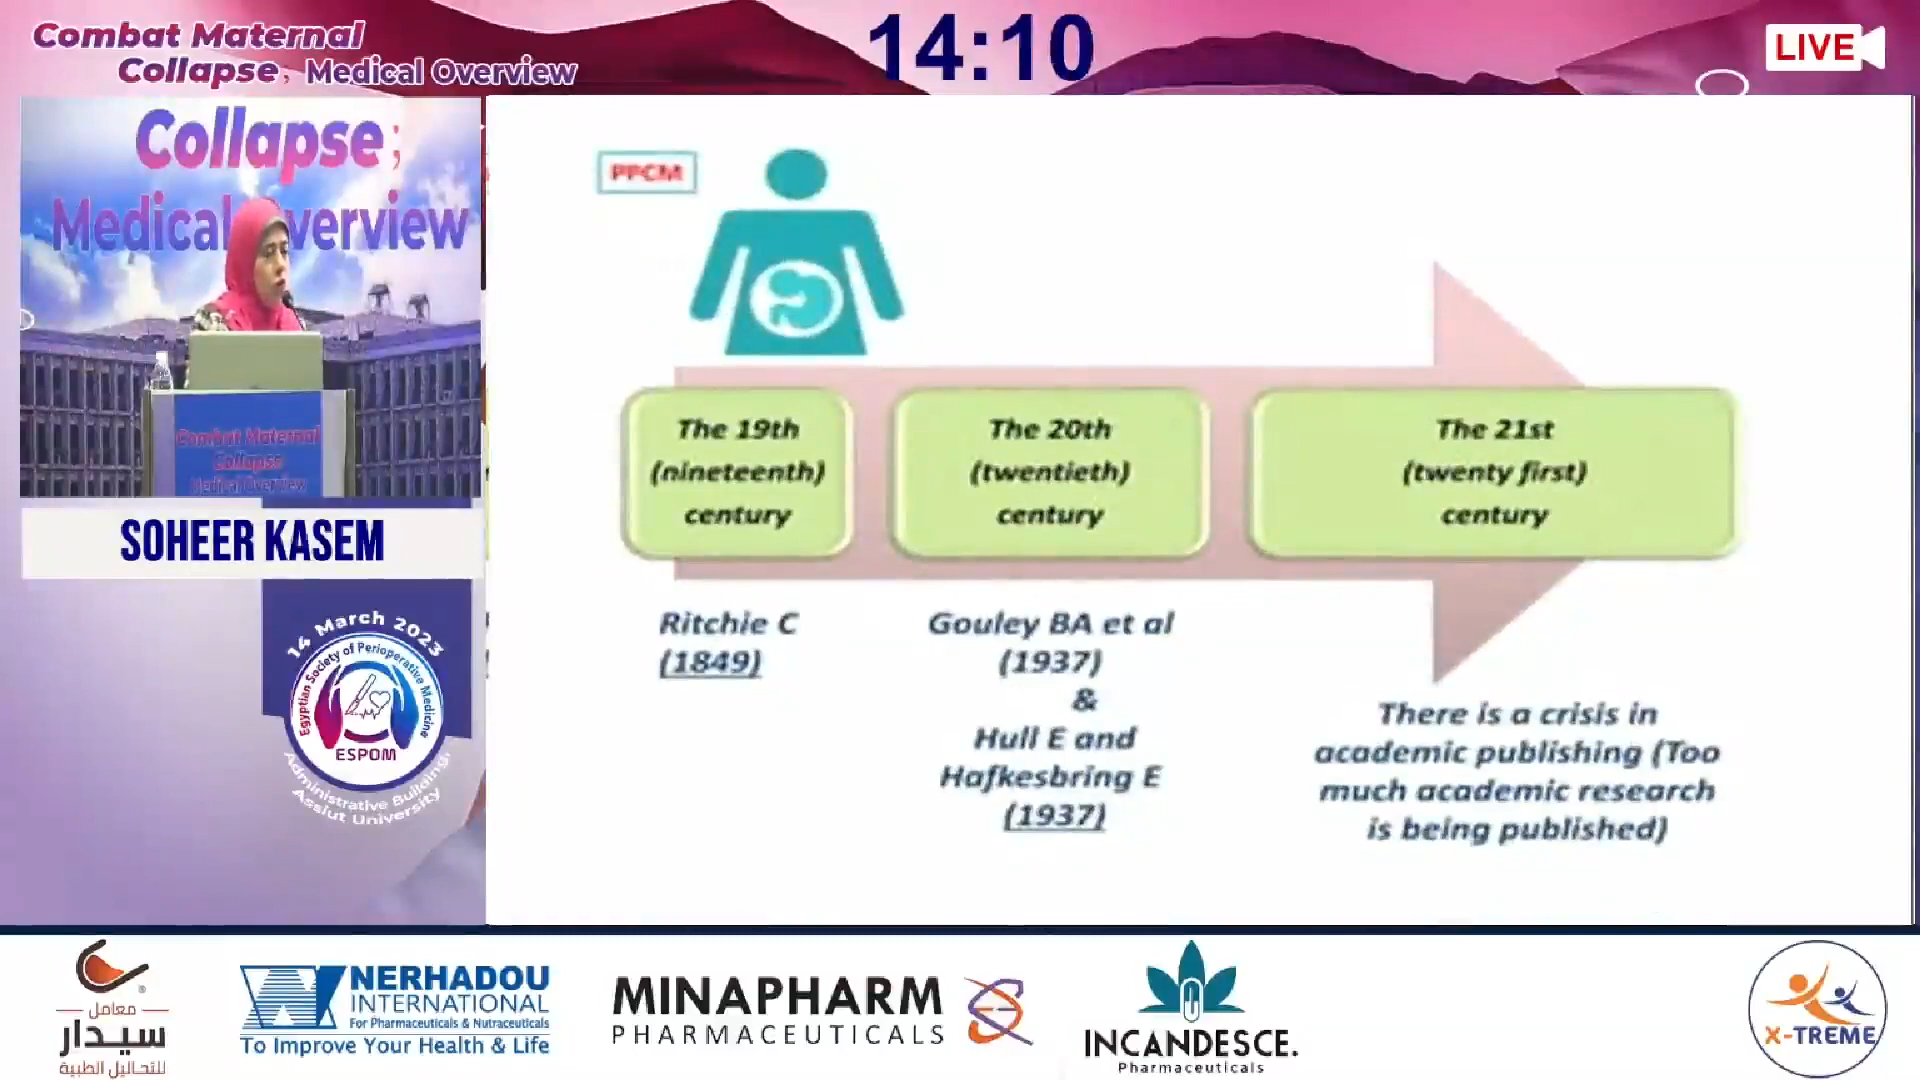 Combat Maternal
Collapse; Medical Overview
14:10
LIVE
Collapse;
Medical Overview
Combat Maternal
Collapse
Medical Overview
SOHEER KASEM
14 March 2023
Egyptian Society of Perioperative Medicine
ESPOM
Administrative Building,
Assiut University
PPCM
The 19th
(nineteenth)
century
The 20th
(twentieth)
century
The 21st
(twenty first)
century
Ritchie C
(1849)
Gouley BA et al
(1937)
&
Hull E and
Hafkesbring E
(1937)
There is a crisis in
academic publishing (Too
much academic research
is being published)
معامل
سيدار
للتحاليل الطبية
NERHADOU
INTERNATIONAL
For Pharmaceuticals & Nutraceuticals
To Improve Your Health & Life
MINAPHARM
PHARMACEUTICALS
INCANDESCE.
Pharmaceuticals
X-TREME